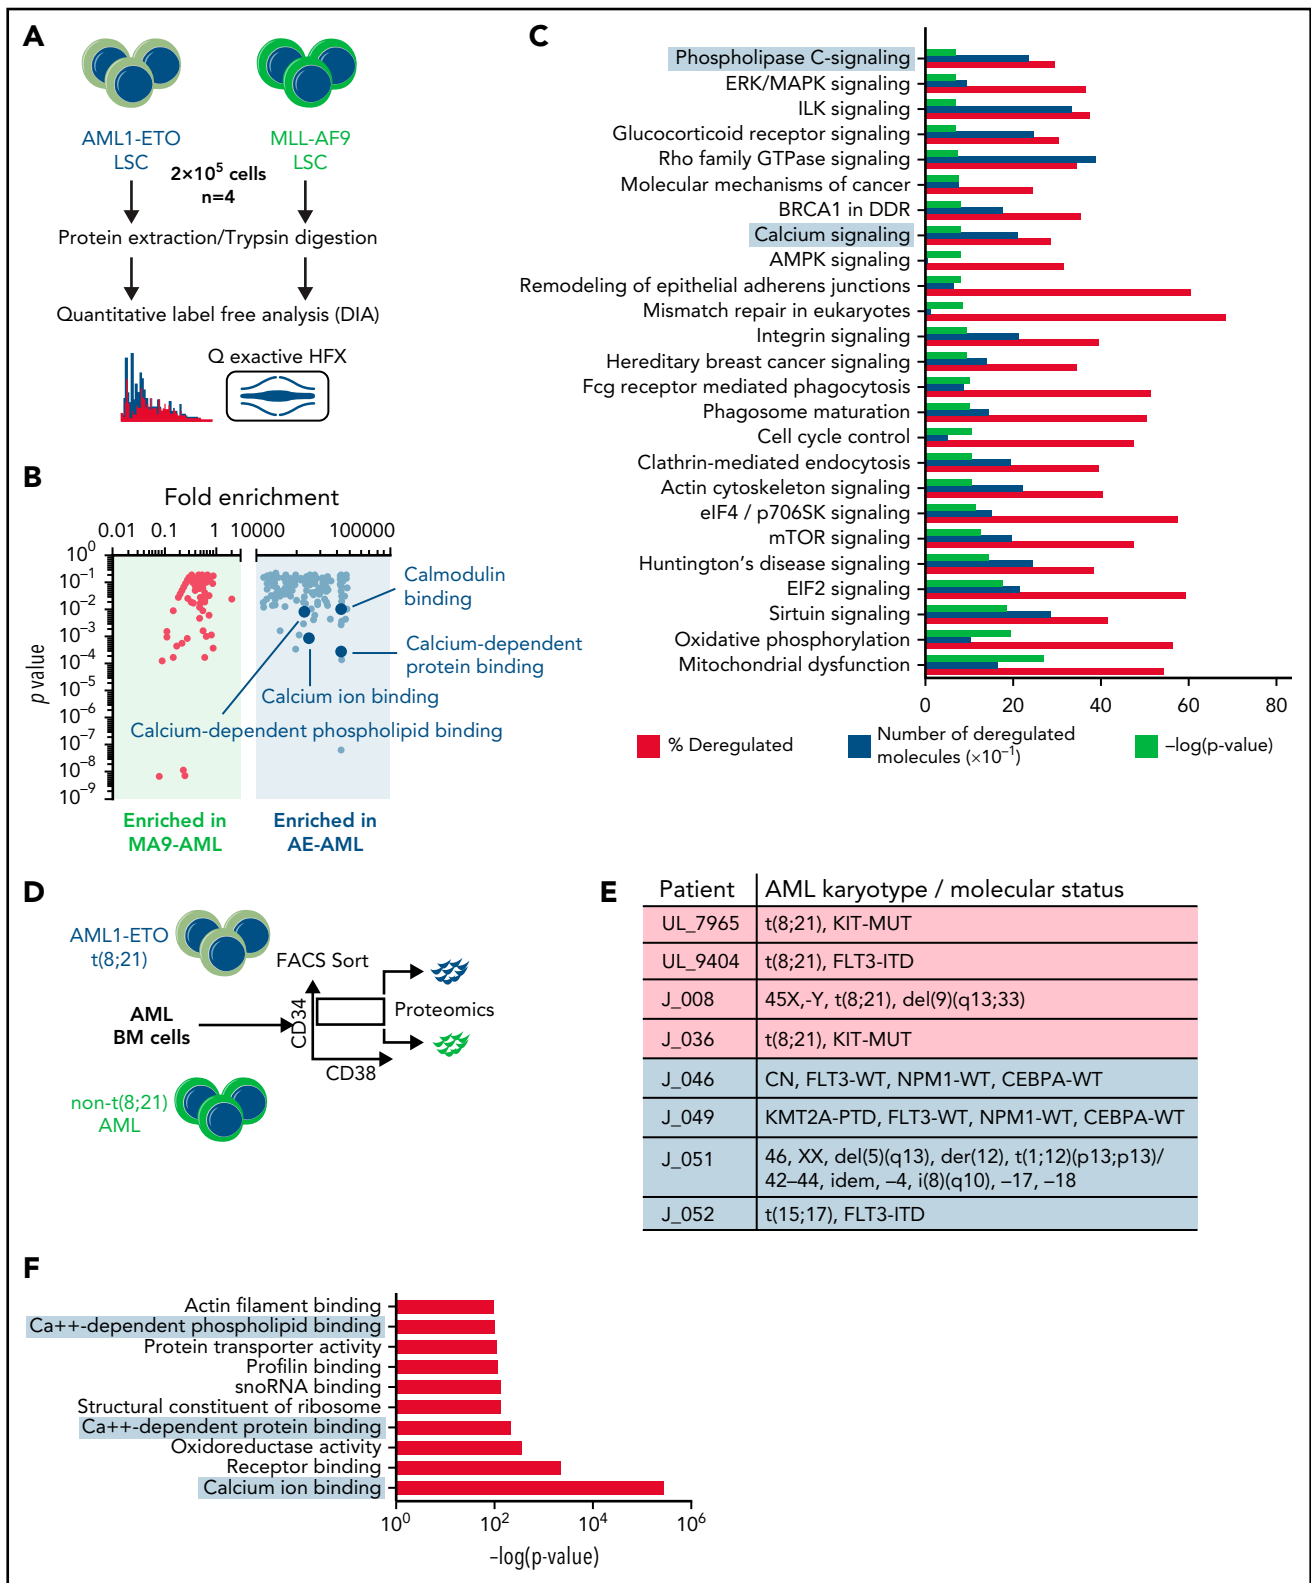 A
AML1-ETO
LSC
MLL-AF9
LSC
2×10⁵ cells
n=4
Protein extraction/Trypsin digestion
Quantitative label free analysis (DIA)
Q exactive HFX
B
Fold enrichment
0.01 0.1 1 10000 100000
p value
10⁰
10⁻¹
10⁻²
10⁻³
10⁻⁴
10⁻⁵
10⁻⁶
10⁻⁷
10⁻⁸
10⁻⁹
Calmodulin
binding
Calcium-dependent
protein binding
Calcium ion binding
Calcium-dependent phospholipid binding
Enriched in
MA9-AML
Enriched in
AE-AML
C
Phospholipase C-signaling
ERK/MAPK signaling
ILK signaling
Glucocorticoid receptor signaling
Rho family GTPase signaling
Molecular mechanisms of cancer
BRCA1 in DDR
Calcium signaling
AMPK signaling
Remodeling of epithelial adherens junctions
Mismatch repair in eukaryotes
Integrin signaling
Hereditary breast cancer signaling
Fcg receptor mediated phagocytosis
Phagosome maturation
Cell cycle control
Clathrin-mediated endocytosis
Actin cytoskeleton signaling
eIF4 / p706SK signaling
mTOR signaling
Huntington's disease signaling
EIF2 signaling
Sirtuin signaling
Oxidative phosphorylation
Mitochondrial dysfunction
0 20 40 60 80
% Deregulated
Number of deregulated
molecules (×10⁻¹)
–log(p-value)
D
AML1-ETO
t(8;21)
AML
BM cells
non-t(8;21)
AML
FACS Sort
CD34
CD38
Proteomics
E
Patient AML karyotype / molecular status
UL_7965 t(8;21), KIT-MUT
UL_9404 t(8;21), FLT3-ITD
J_008 45X,-Y, t(8;21), del(9)(q13;33)
J_036 t(8;21), KIT-MUT
J_046 CN, FLT3-WT, NPM1-WT, CEBPA-WT
J_049 KMT2A-PTD, FLT3-WT, NPM1-WT, CEBPA-WT
J_051 46, XX, del(5)(q13), der(12), t(1;12)(p13;p13)/
42–44, idem, –4, i(8)(q10), –17, –18
J_052 t(15;17), FLT3-ITD
F
Actin filament binding
Ca++-dependent phospholipid binding
Protein transporter activity
Profilin binding
snoRNA binding
Structural constituent of ribosome
Ca++-dependent protein binding
Oxidoreductase activity
Receptor binding
Calcium ion binding
10⁰ 10² 10⁴ 10⁶
–log(p-value)